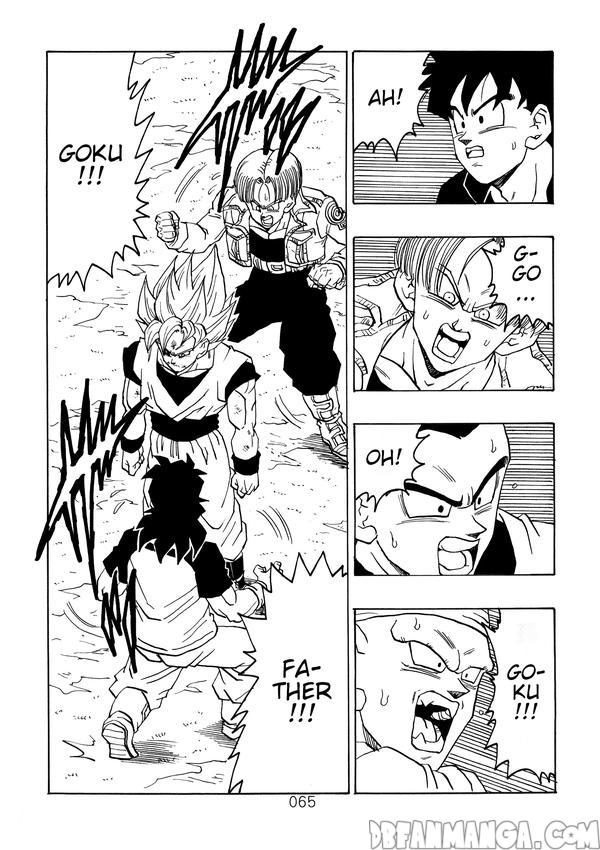 AH!
GOKU
!!!
G-
GO
...
OH!
FA-
THER
!!!
GO-
KU
!!!
065
DBFANMANGA.COM